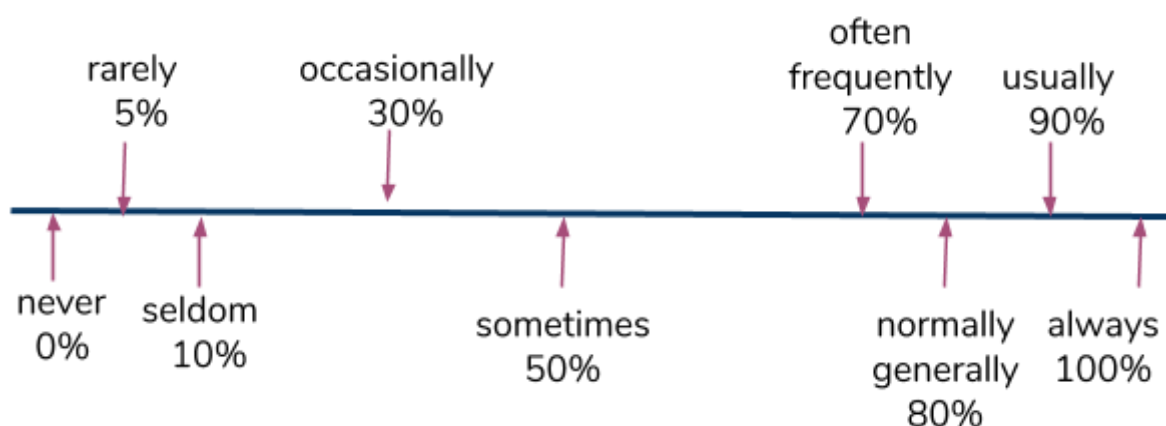 rarely
5%
occasionally
30%
often
frequently
70%
usually
90%
never
0%
seldom
10%
sometimes
50%
normally
generally
80%
always
100%